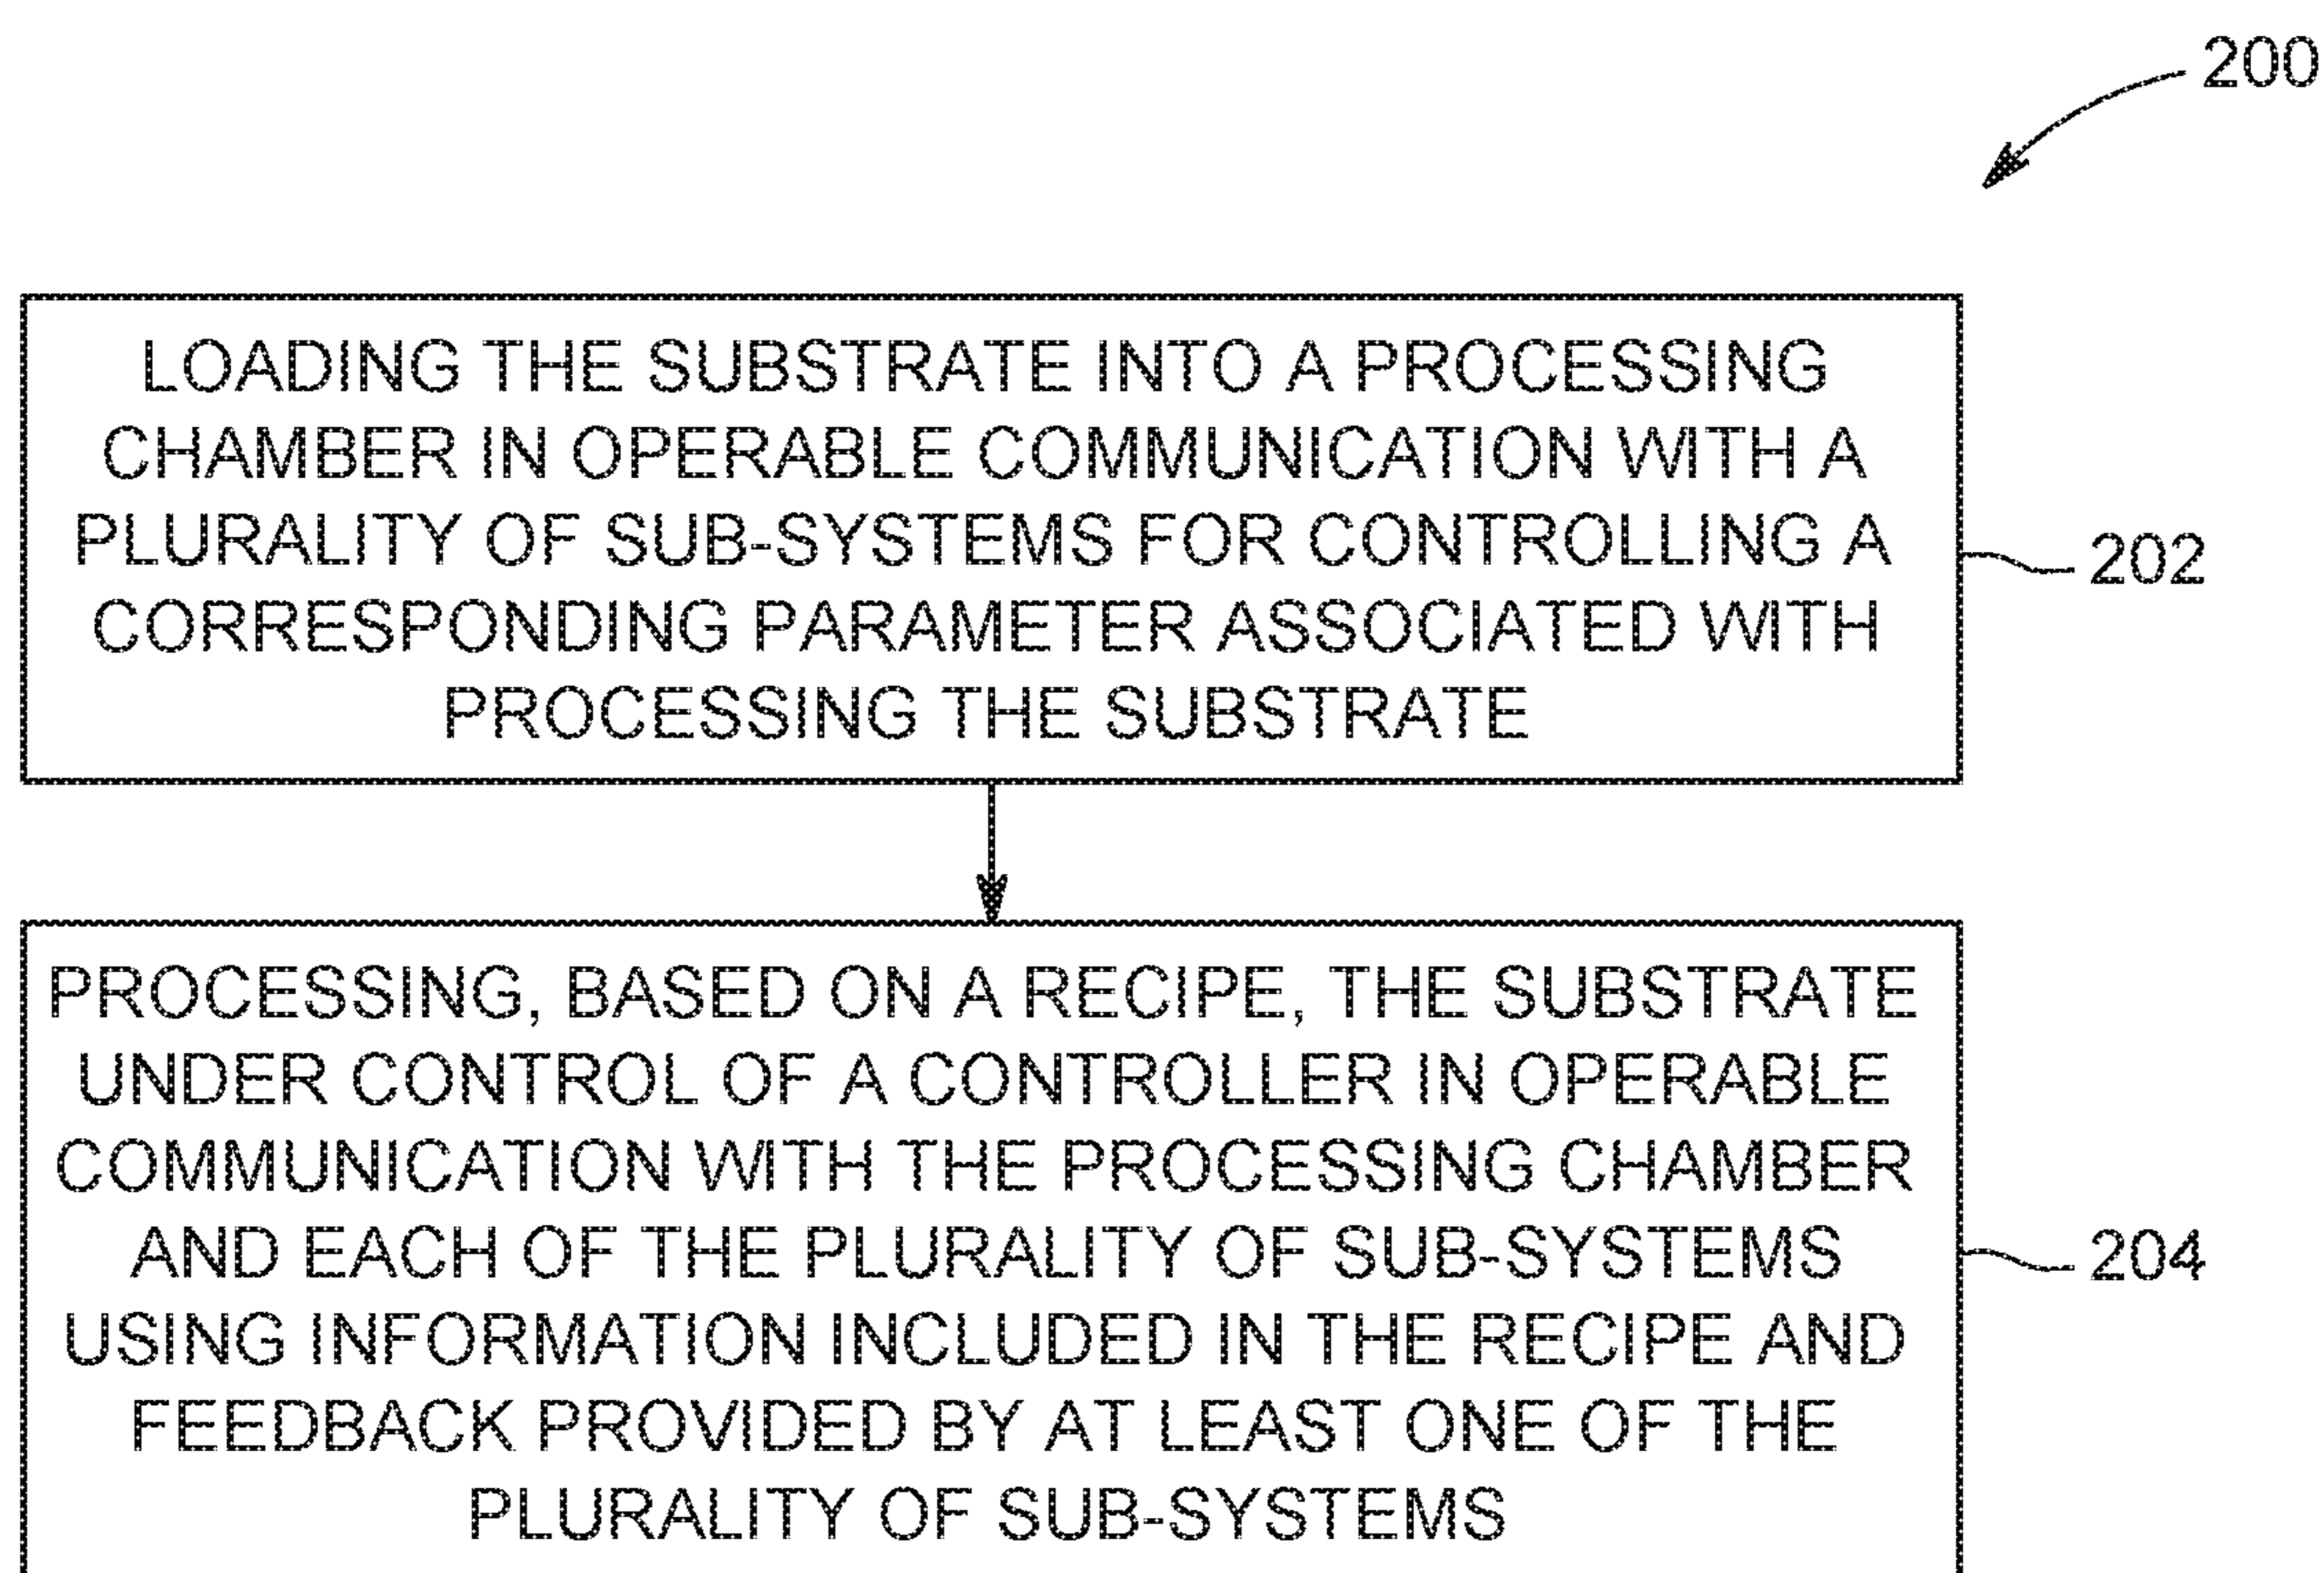 200
LOADING THE SUBSTRATE INTO A PROCESSING
CHAMBER IN OPERABLE COMMUNICATION WITH A
PLURALITY OF SUB-SYSTEMS FOR CONTROLLING A
CORRESPONDING PARAMETER ASSOCIATED WITH
PROCESSING THE SUBSTRATE
202
PROCESSING, BASED ON A RECIPE, THE SUBSTRATE
UNDER CONTROL OF A CONTROLLER IN OPERABLE
COMMUNICATION WITH THE PROCESSING CHAMBER
AND EACH OF THE PLURALITY OF SUB-SYSTEMS
USING INFORMATION INCLUDED IN THE RECIPE AND
FEEDBACK PROVIDED BY AT LEAST ONE OF THE
PLURALITY OF SUB-SYSTEMS
204